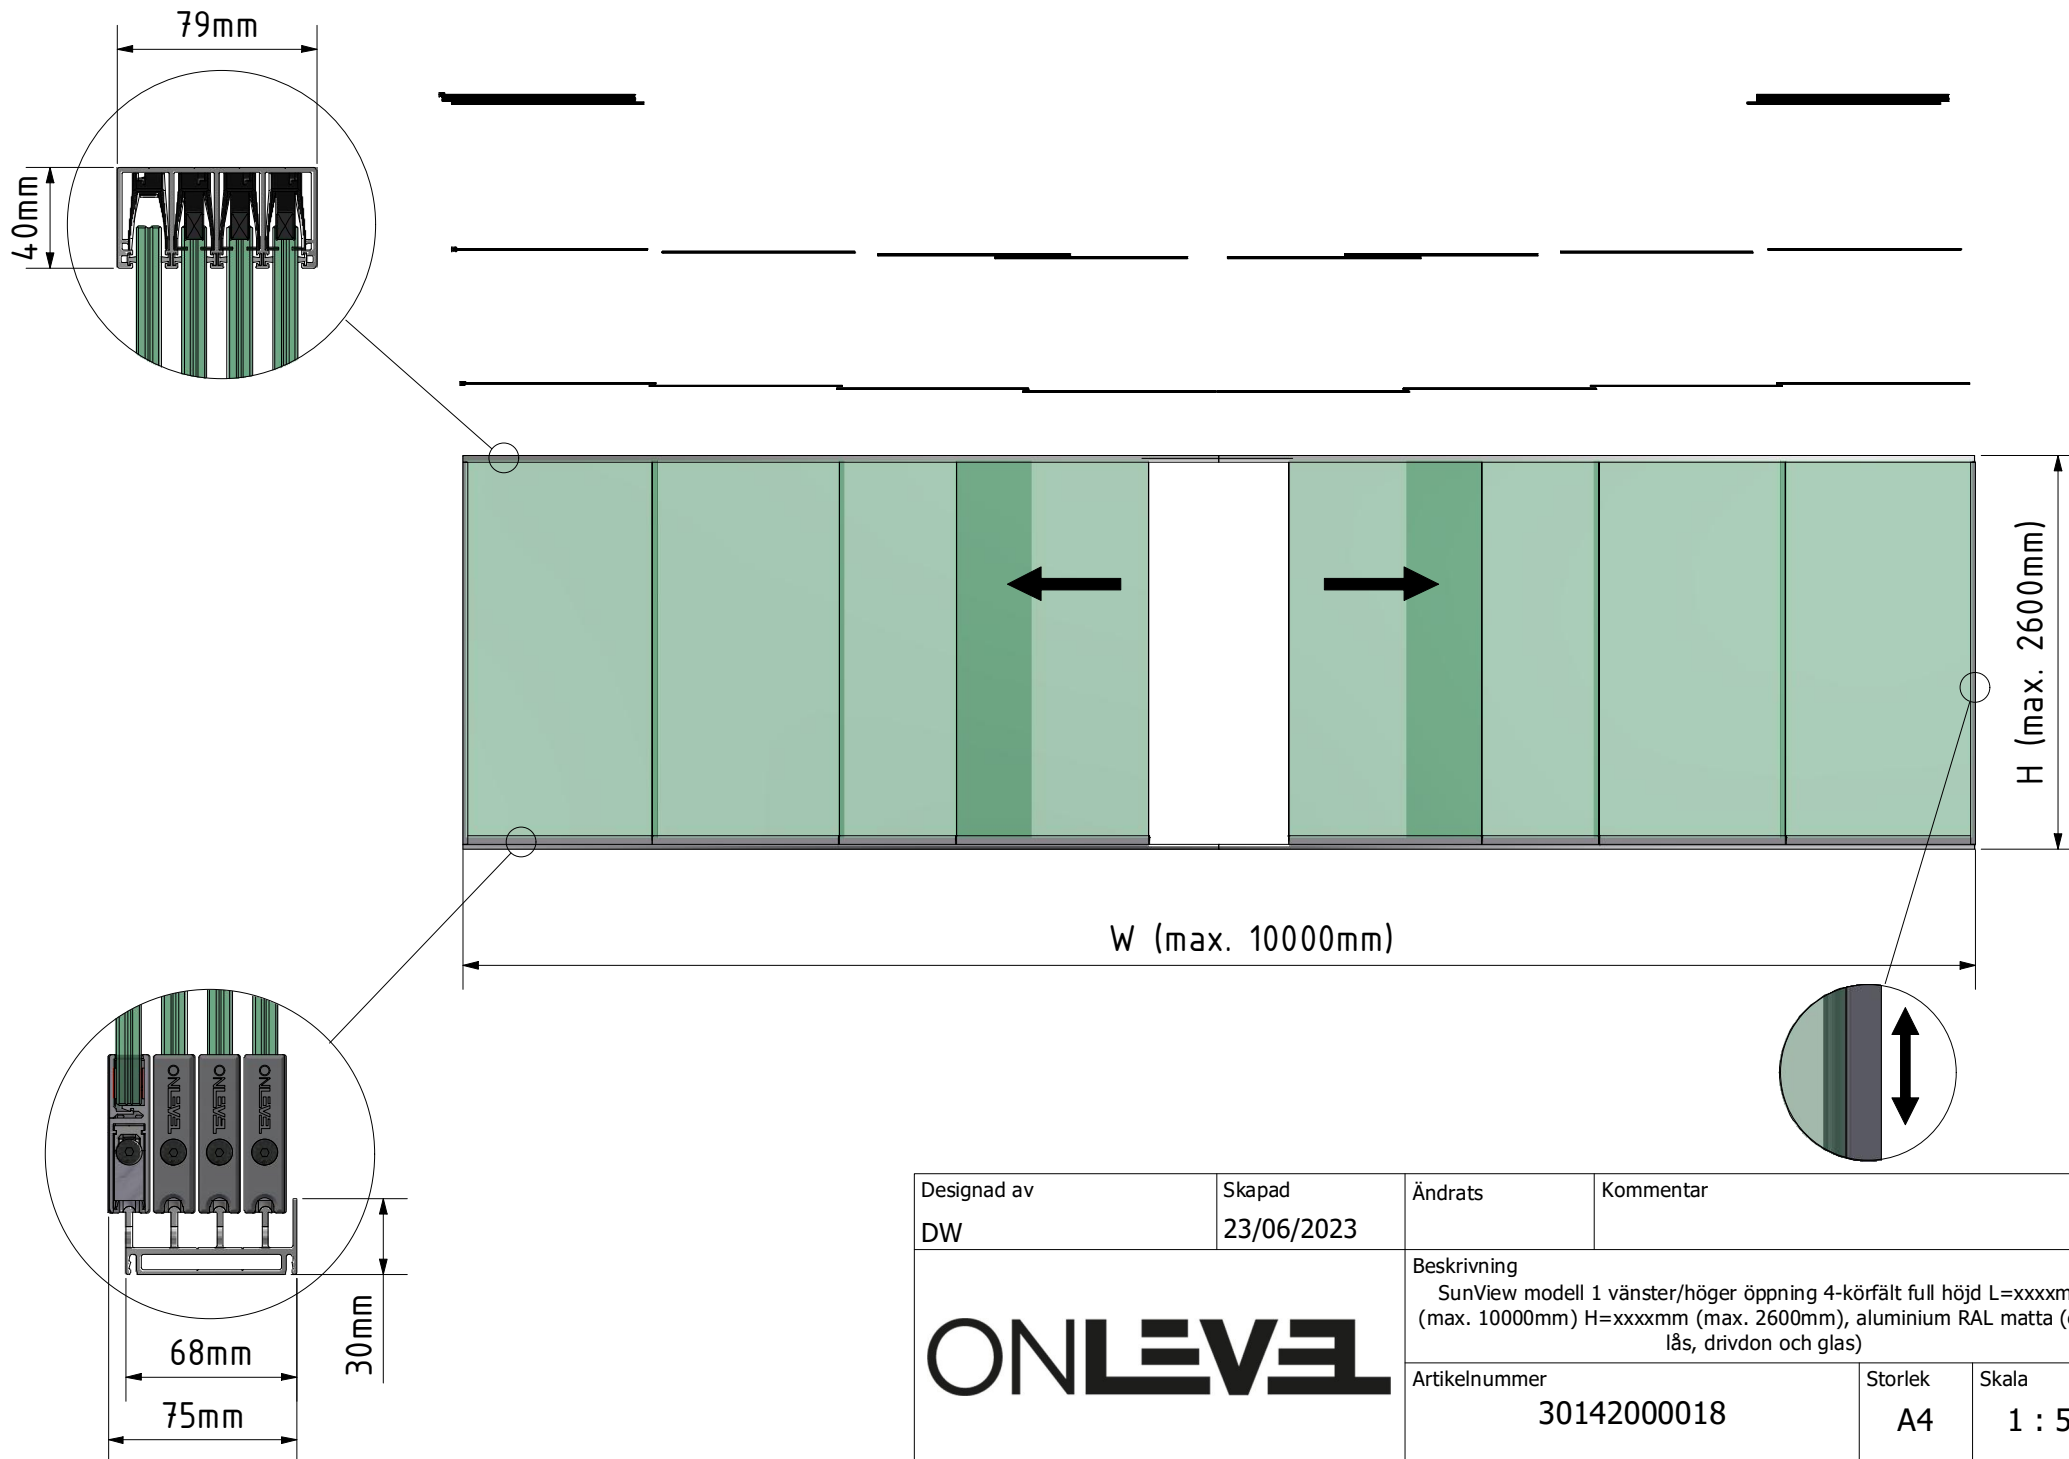 79mm
40mm
H (max. 2600mm)
W (max. 10000mm)
ONLEVEL
ONLEVEL
ONLEVEL
30mm
68mm
75mm
Designad av
DW
Skapad
23/06/2023
Ändrats
Kommentar
ONLEVEL
Beskrivning
SunView modell 1 vänster/höger öppning 4-körfält full höjd
(max. 10000mm) H=xxxxmm (max. 2600mm), aluminium RAL matta
lås, drivdon och glas)
Artikelnummer
30142000018
Storlek
A4
Skala
1 : 5